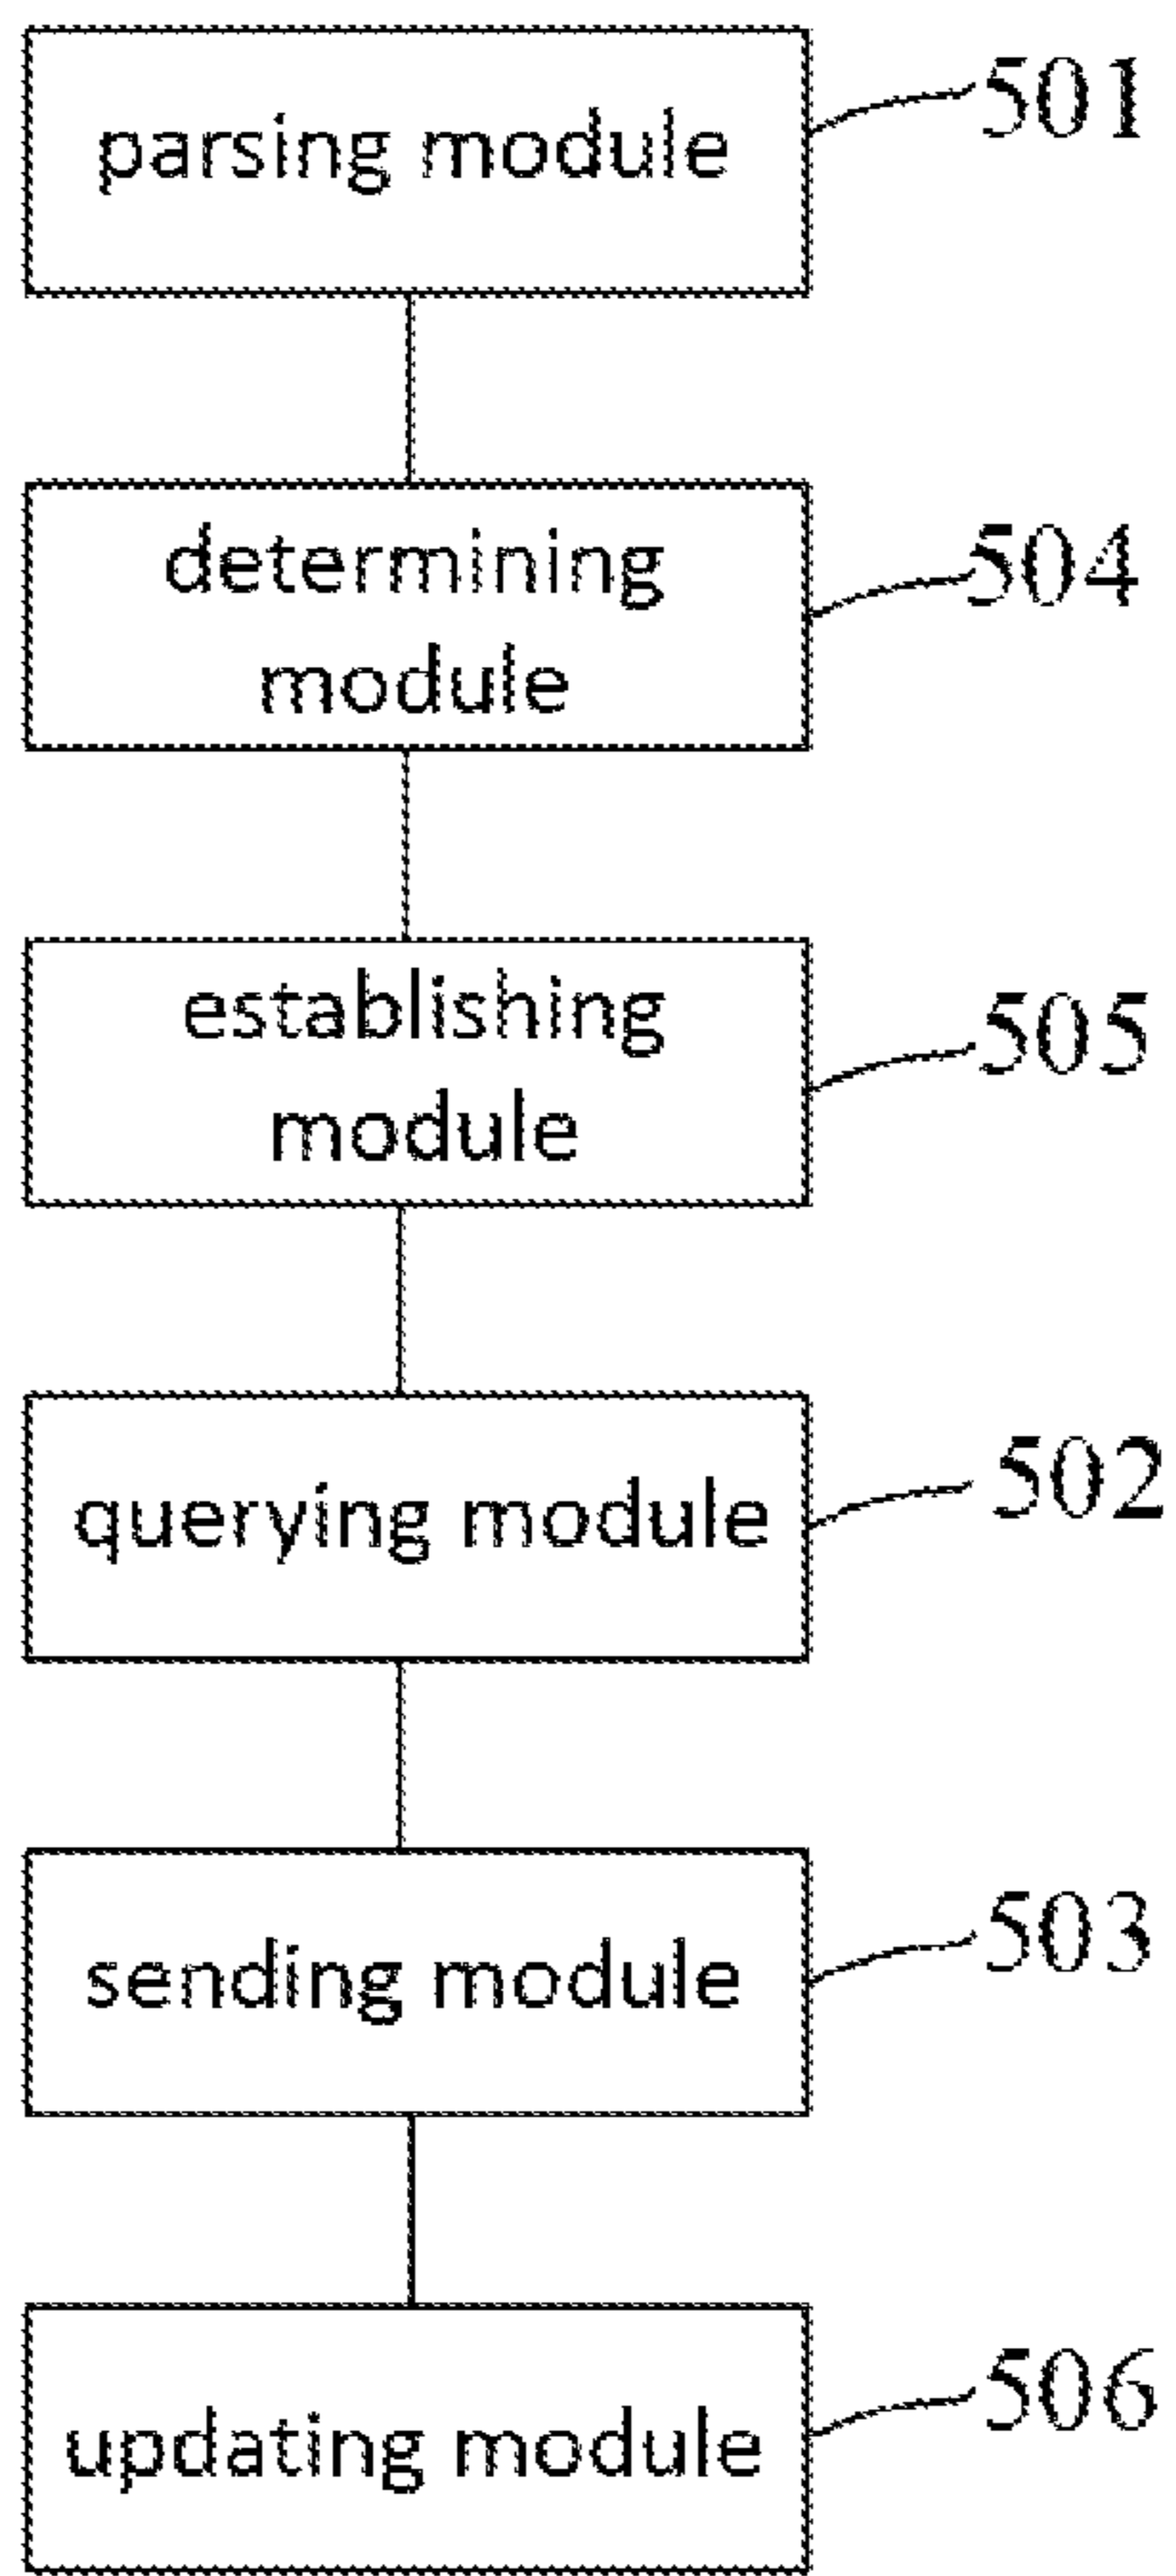 parsing module
501
determining
module
504
establishing
module
505
querying module
502
sending module
503
updating module
506